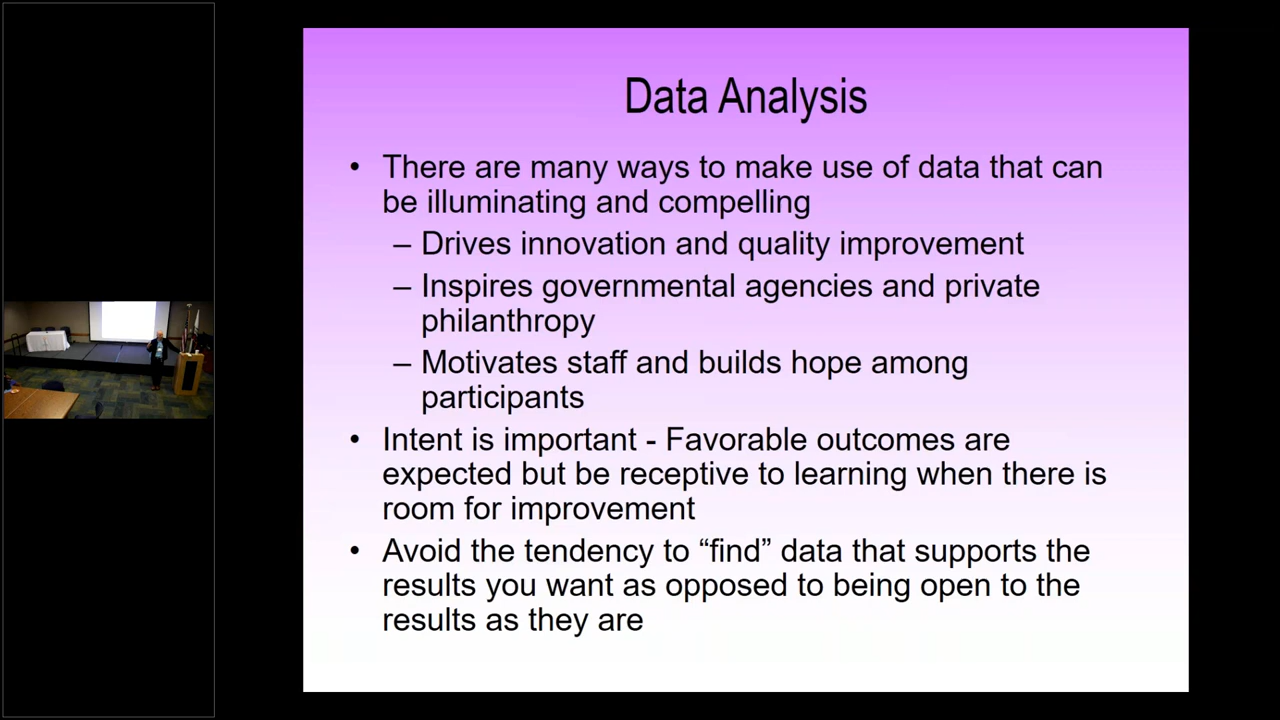 Data Analysis
• There are many ways to make use of data that can
be illuminating and compelling
– Drives innovation and quality improvement
– Inspires governmental agencies and private
philanthropy
– Motivates staff and builds hope among
participants
• Intent is important - Favorable outcomes are
expected but be receptive to learning when there is
room for improvement
• Avoid the tendency to “find” data that supports the
results you want as opposed to being open to the
results as they are